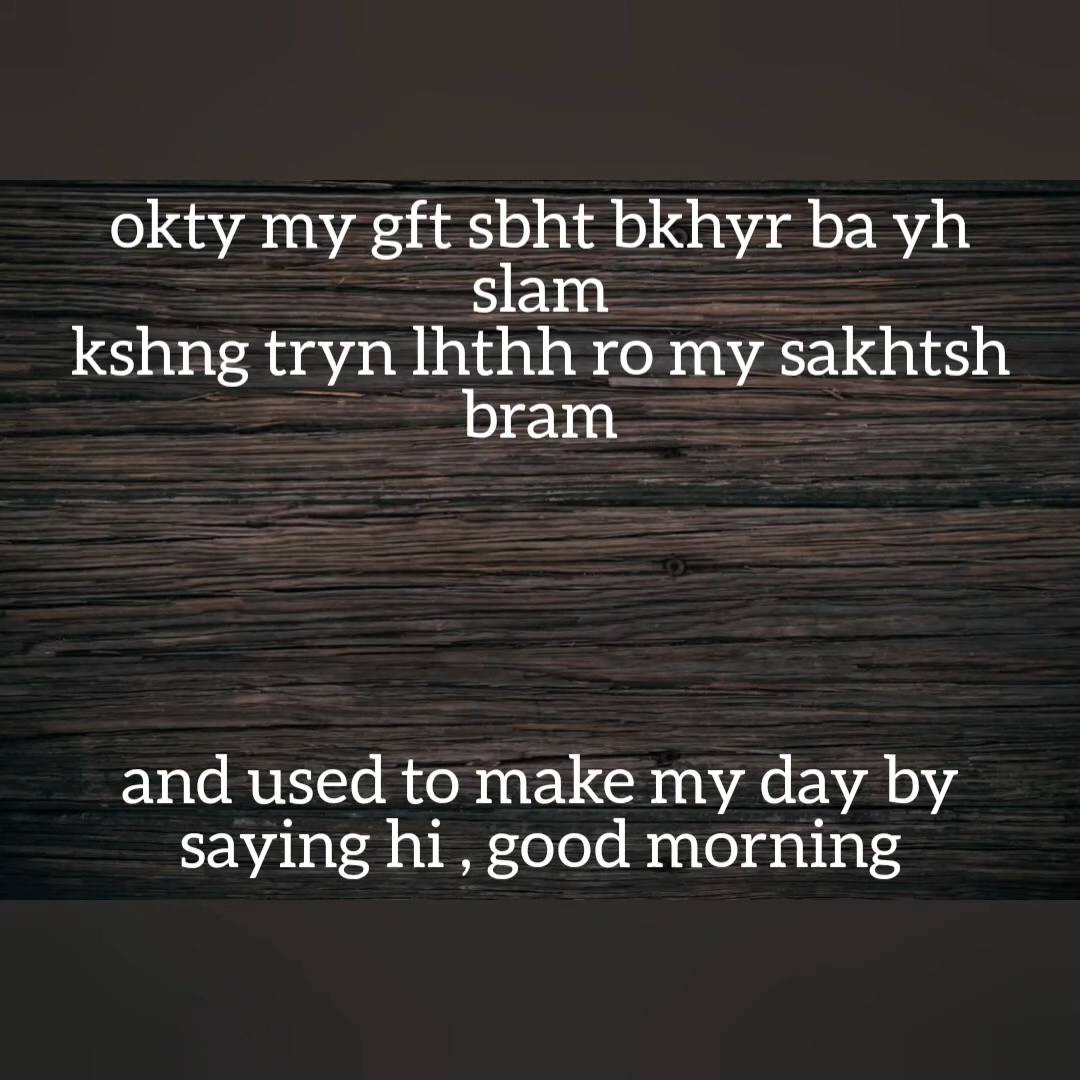 okty my gft sbht bkhyr ba yh
slam
kshng tryn lhthh ro my sakhtsh
bram
and used to make my day by
saying hi , good morning